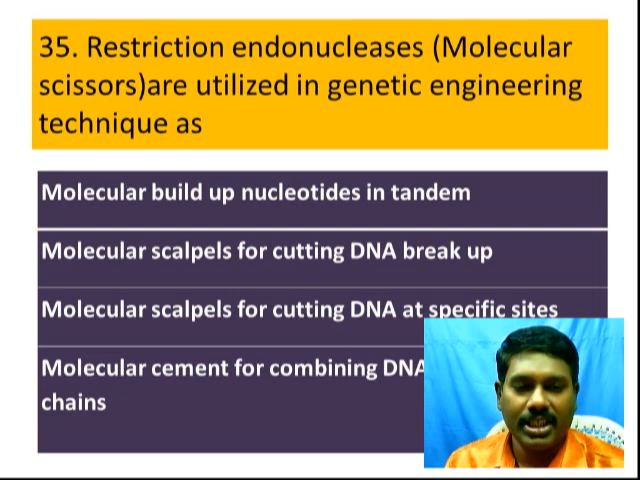 35. Restriction endonucleases (Molecular
scissors)are utilized in genetic engineering
technique as
Molecular build up nucleotides in tandem
Molecular scalpels for cutting DNA break up
Molecular scalpels for cutting DNA at specific sites
Molecular cement for combining DNA
chains